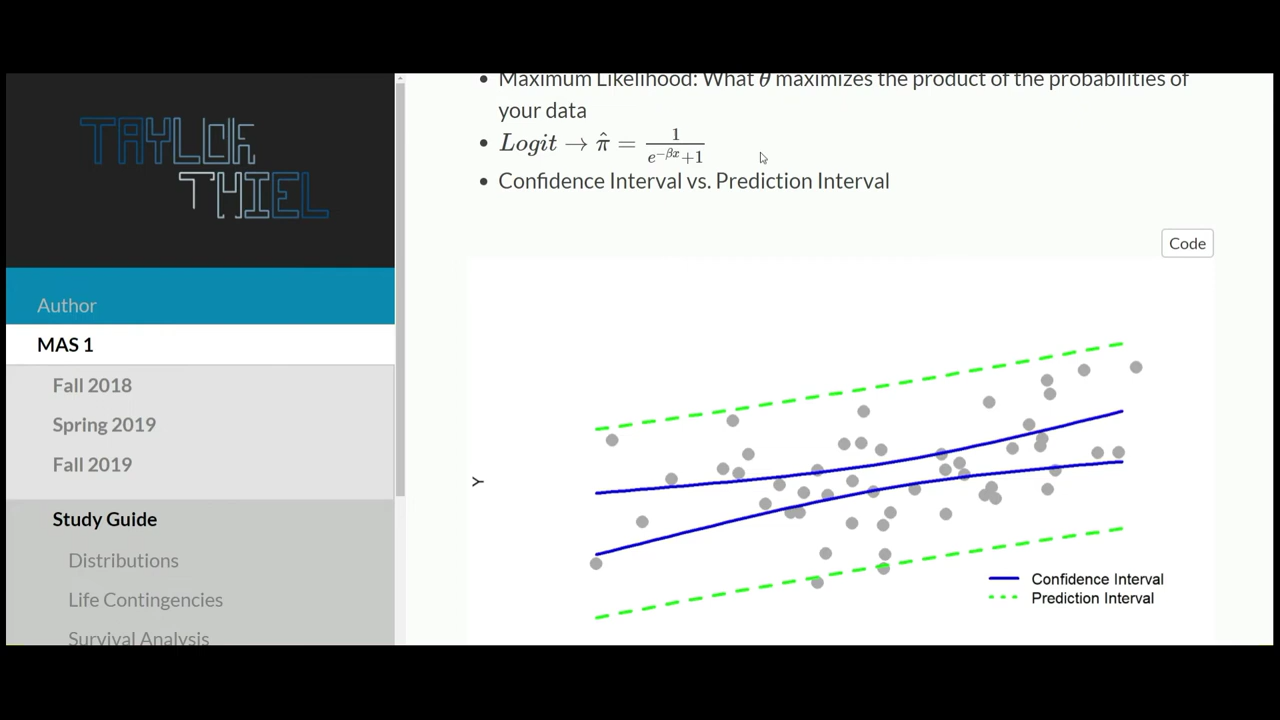 TAYLOR
THIEL
Author
MAS 1
Fall 2018
Spring 2019
Fall 2019
Study Guide
Distributions
Life Contingencies
Survival Analysis
• Maximum Likelihood: What θ maximizes the product of the probabilities of
your data
• Logit → π̂ = 1 / (e^{−βx} + 1)
• Confidence Interval vs. Prediction Interval
Code
Y
Confidence Interval
Prediction Interval